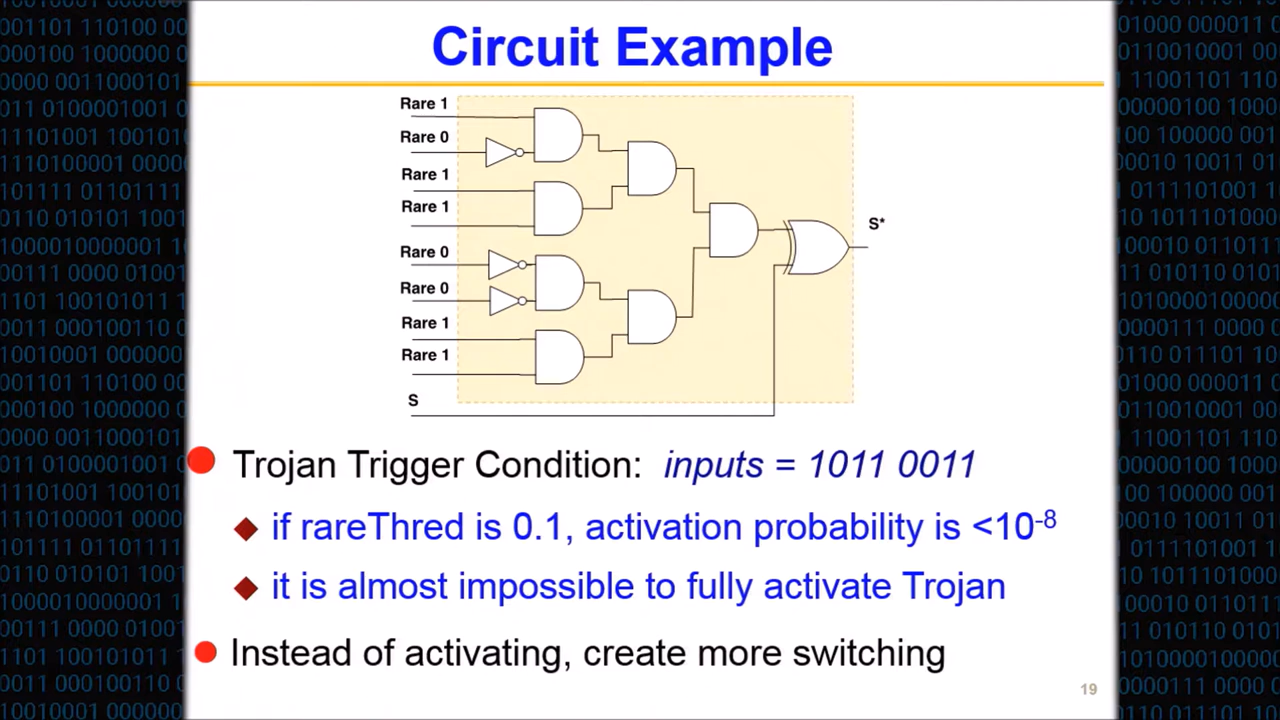 Circuit Example
Rare 1
Rare 0
Rare 1
Rare 1
Rare 0
Rare 0
Rare 1
Rare 1
S
S*
Trojan Trigger Condition: inputs = 1011 0011
if rareThred is 0.1, activation probability is <10-8
it is almost impossible to fully activate Trojan
Instead of activating, create more switching
19